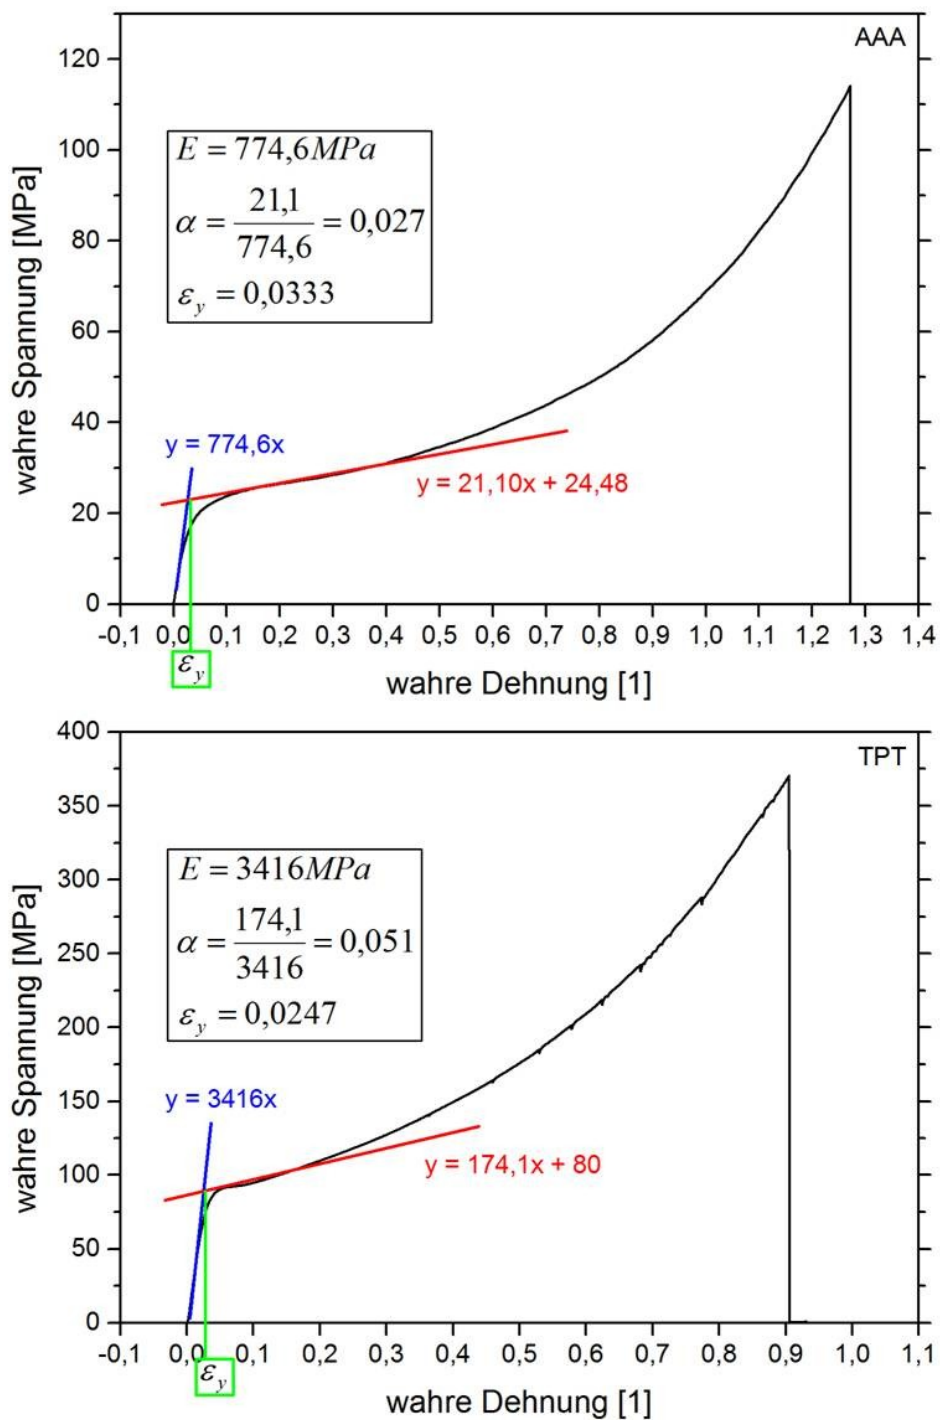 AAA
120
100
80
60
40
20
0
wahre Spannung [MPa]
E = 774,6MPa
α = 21,1/774,6 = 0,027
ε_y = 0,0333
y = 774,6x
y = 21,10x + 24,48
-0,1 0,0 0,1 0,2 0,3 0,4 0,5 0,6 0,7 0,8 0,9 1,0 1,1 1,2 1,3 1,4
ε_y
wahre Dehnung [1]
TPT
400
350
300
250
200
150
100
50
0
wahre Spannung [MPa]
E = 3416MPa
α = 174,1/3416 = 0,051
ε_y = 0,0247
y = 3416x
y = 174,1x + 80
-0,1 0,0 0,1 0,2 0,3 0,4 0,5 0,6 0,7 0,8 0,9 1,0 1,1
ε_y
wahre Dehnung [1]